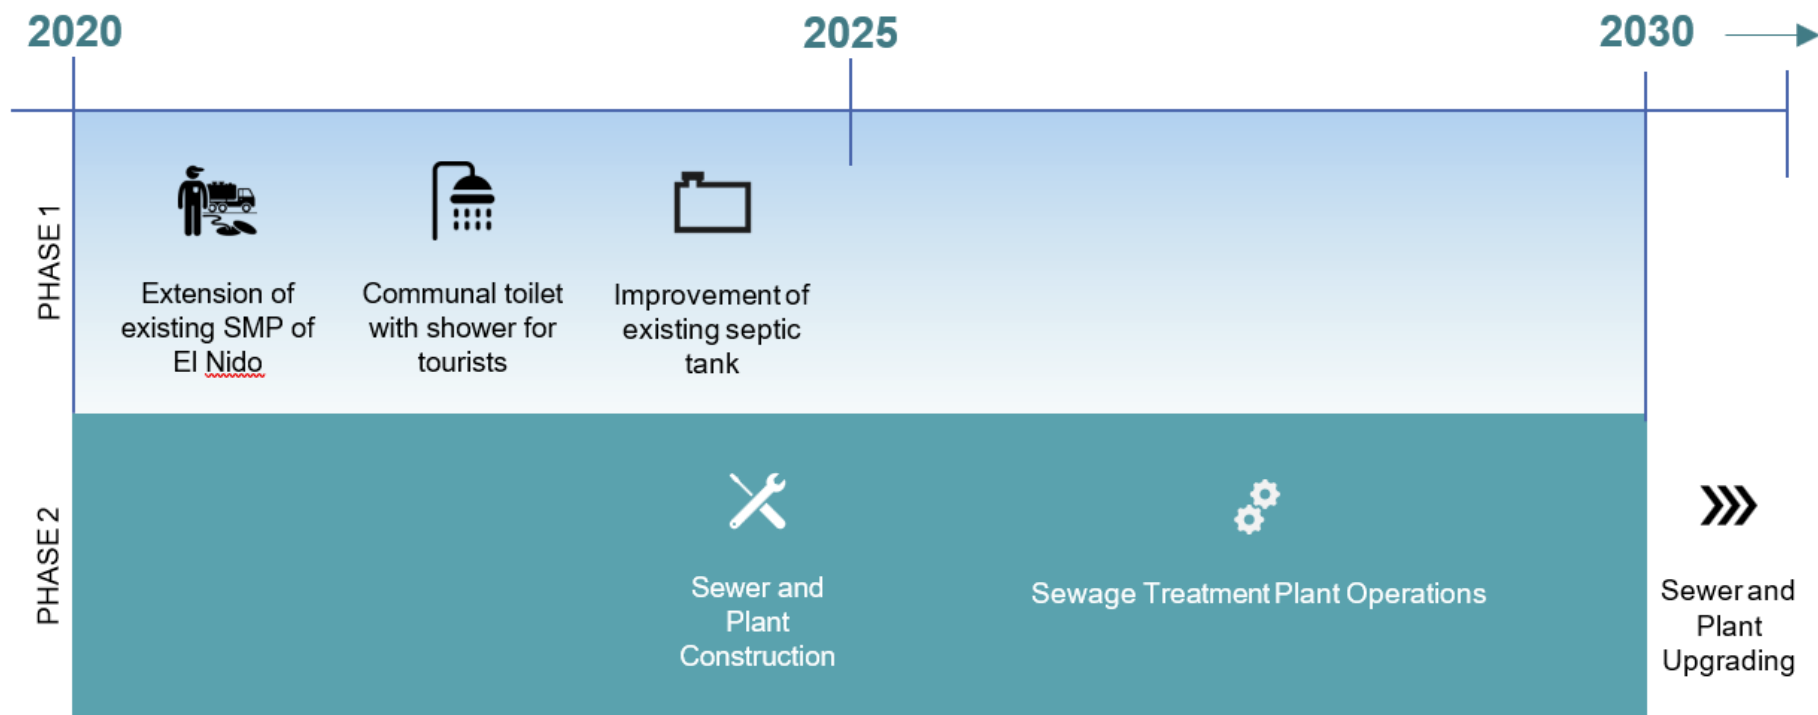 2020
2025
2030
PHASE 1
Extension of
existing SMP of
El Nido
Communal toilet
with shower for
tourists
Improvement of
existing septic
tank
PHASE 2
Sewer and
Plant
Construction
Sewage Treatment Plant Operations
Sewer and
Plant
Upgrading